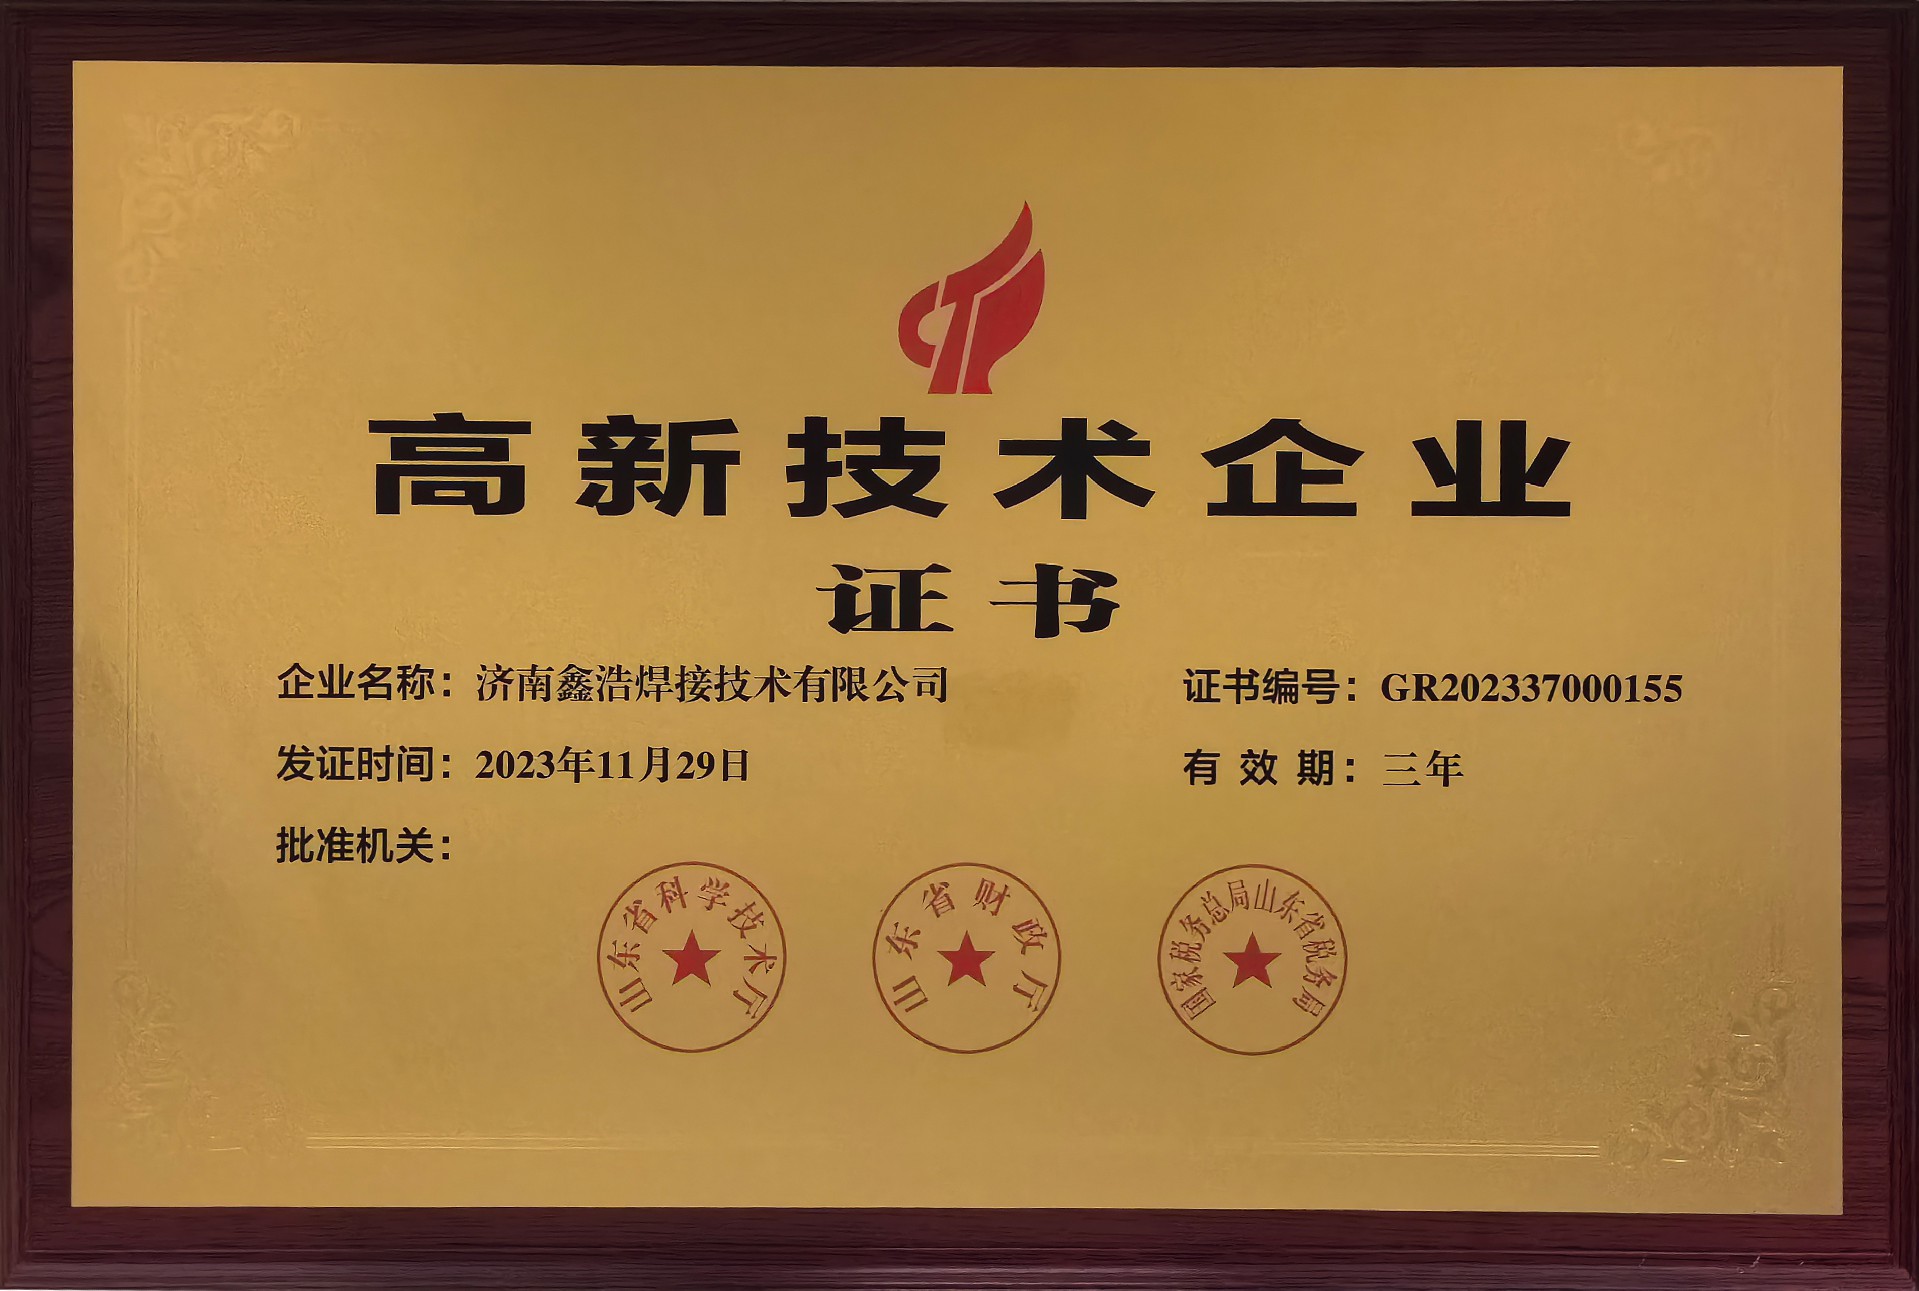 高新技术企业
证书
企业名称：济南鑫浩焊接技术有限公司
证书编号：GR202337000155
发证时间：2023年11月29日
有效期：三年
批准机关：
山东省科学技术厅
山东省财政厅
国家税务总局山东省税务局